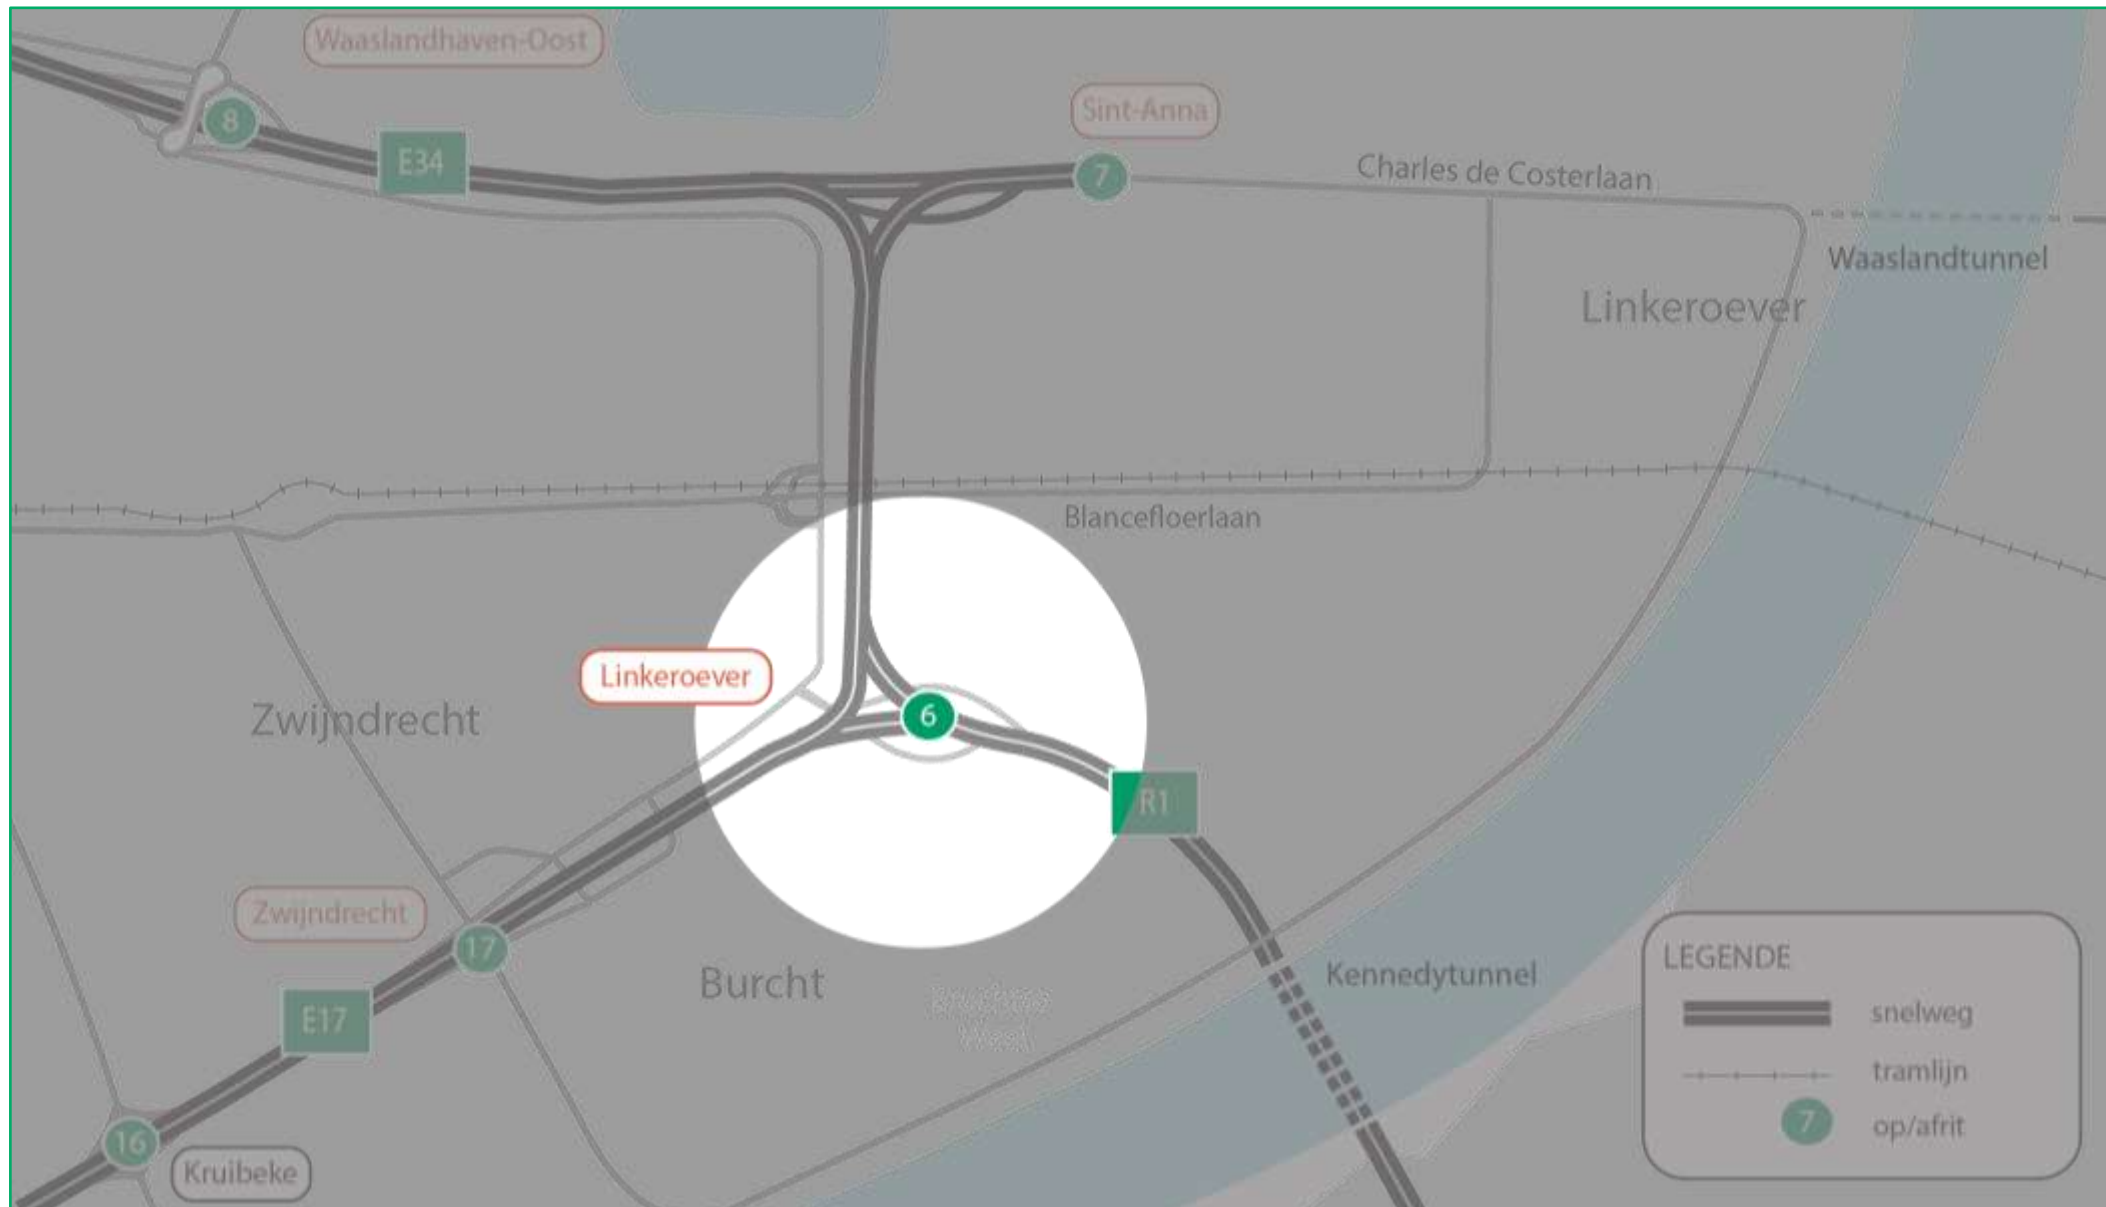 Waaslandhaven-Oost
Sint-Anna
8
E34
7
Charles de Costerlaan
Waaslandtunnel
Linkeroever
Blancefloerlaan
Linkeroever
Zwijndrecht
6
R1
Zwijndrecht
17
Burcht
Kennedytunnel
E17
16
Kruibeke
LEGENDE
snelweg
tramlijn
7
op/afrit